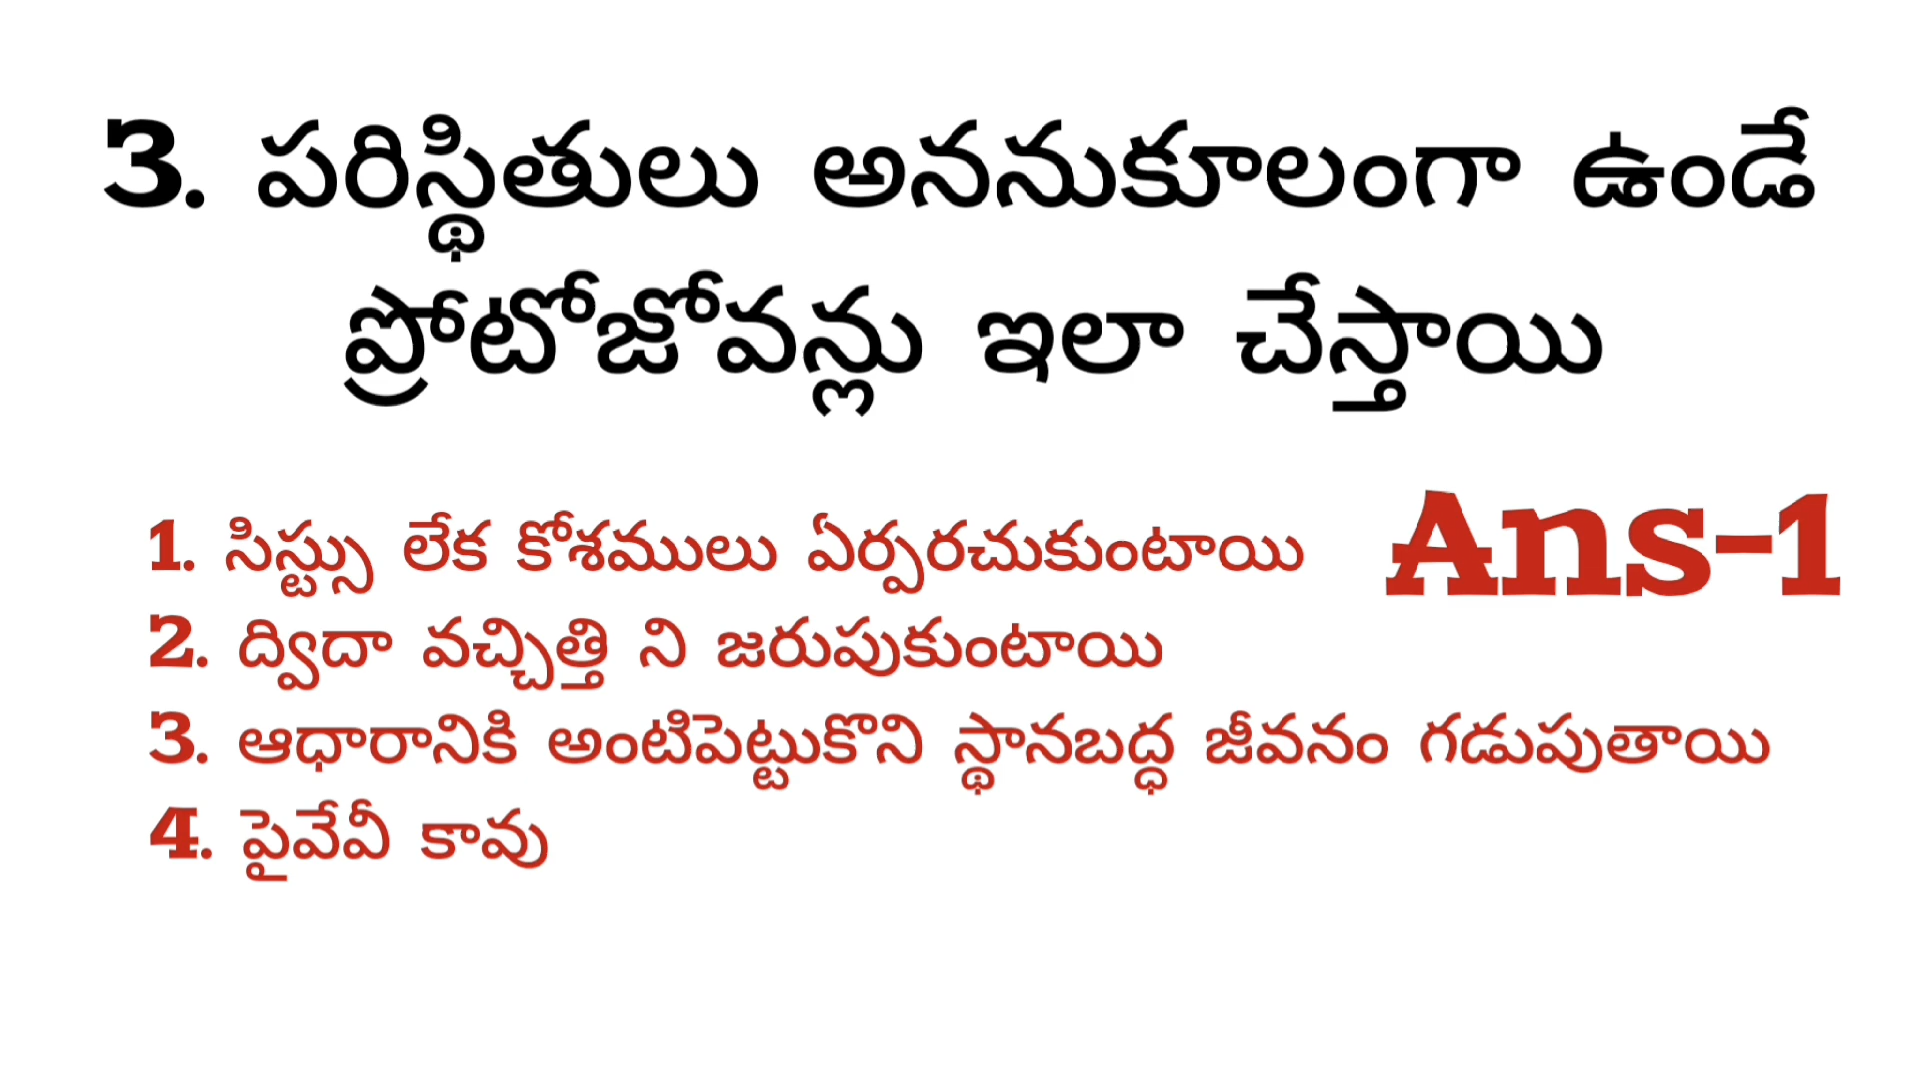 3. పరిస్థితులు అననుకూలంగా ఉండే
ప్రోటోజోవన్లు ఇలా చేస్తాయి
1. సిస్ట్సు లేక కోశములు ఏర్పరచుకుంటాయి
Ans-1
2. ద్విదా వచ్చిత్తి ని జరుపుకుంటాయి
3. ఆధారానికి అంటిపెట్టుకొని స్థానబద్ధ జీవనం గడుపుతాయి
4. పైవేవీ కావు